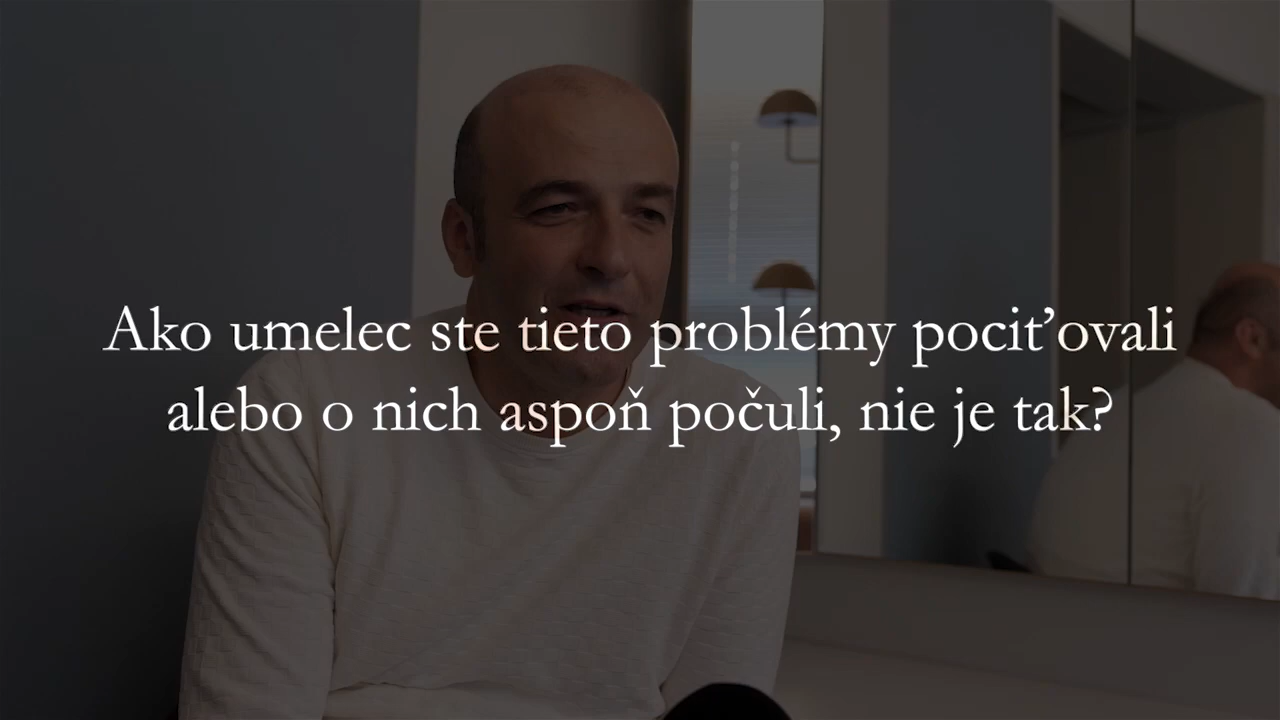 Ako umelec ste tieto problémy pociťovali
alebo o nich aspoň počuli, nie je tak?